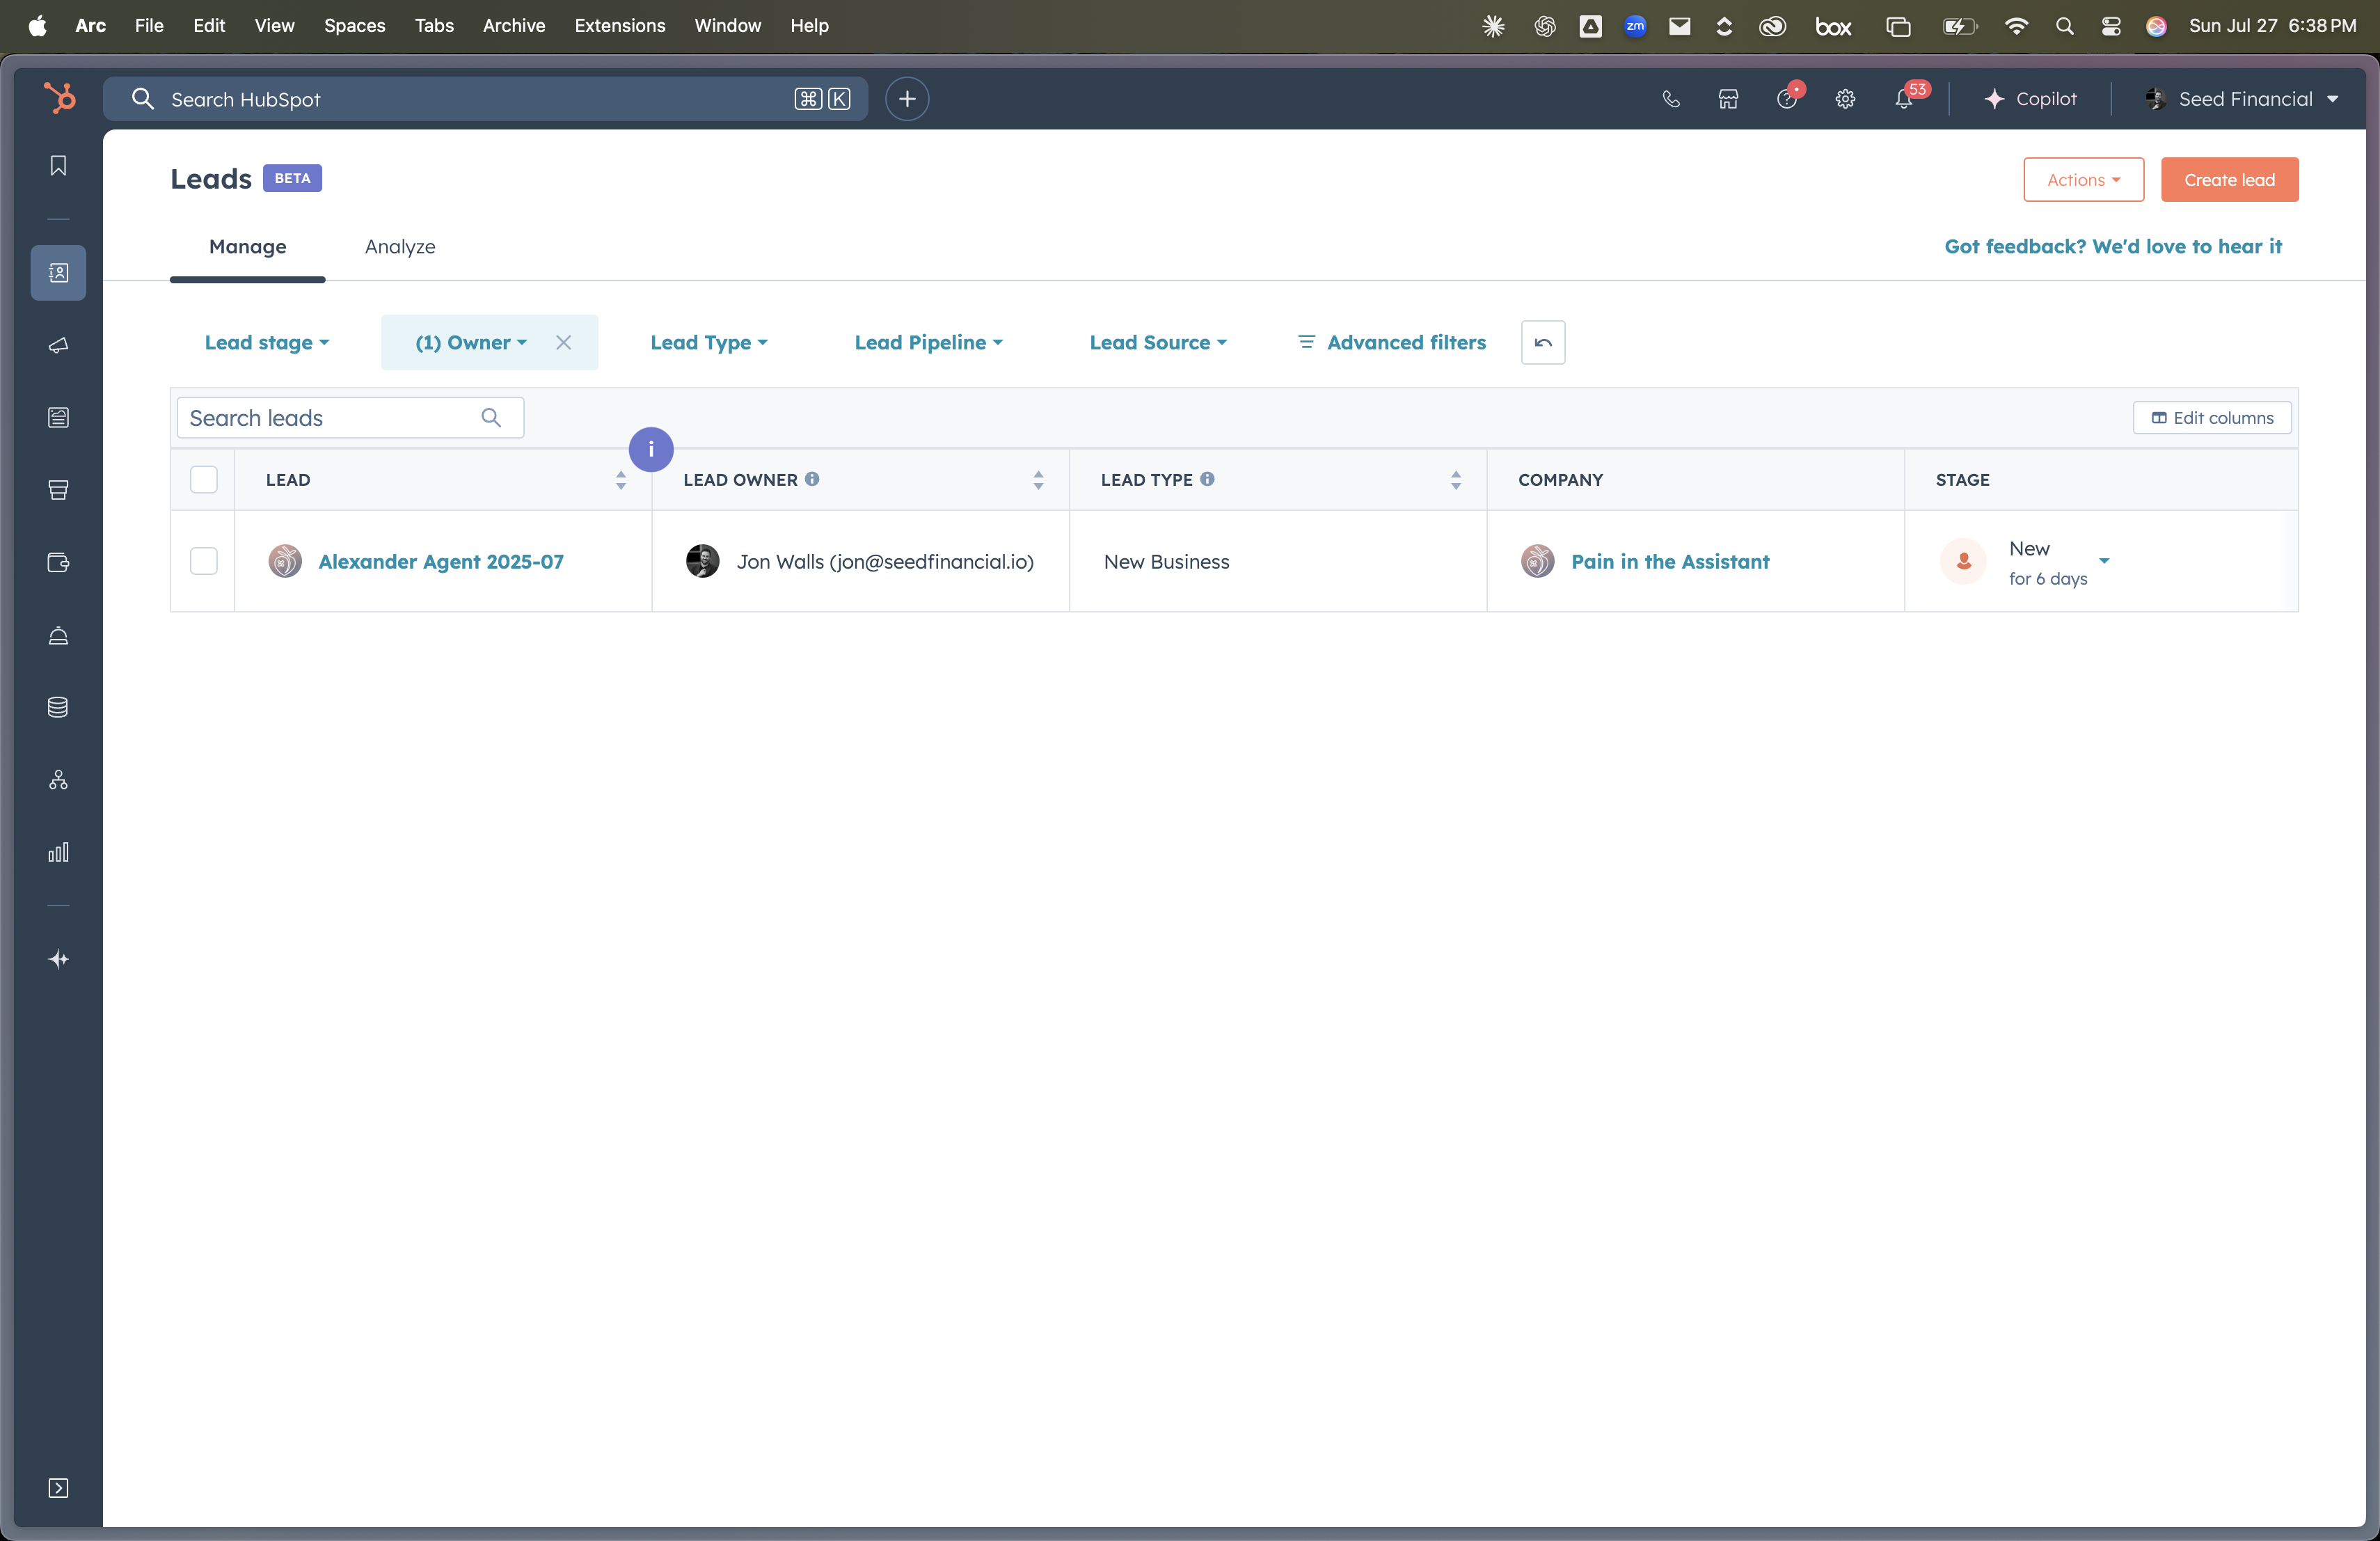 Arc File Edit View Spaces Tabs Archive Extensions Window Help zm box Sun Jul 27 6:38 PM
Search HubSpot ⌘ K 53 Copilot Seed Financial
Leads BETA
Actions Create lead
Manage Analyze Got feedback? We'd love to hear it
Lead stage (1) Owner Lead Type Lead Pipeline Lead Source Advanced filters
Search leads Edit columns
i
LEAD LEAD OWNER LEAD TYPE COMPANY STAGE
Alexander Agent 2025-07 Jon Walls (jon@seedfinancial.io) New Business Pain in the Assistant New
for 6 days